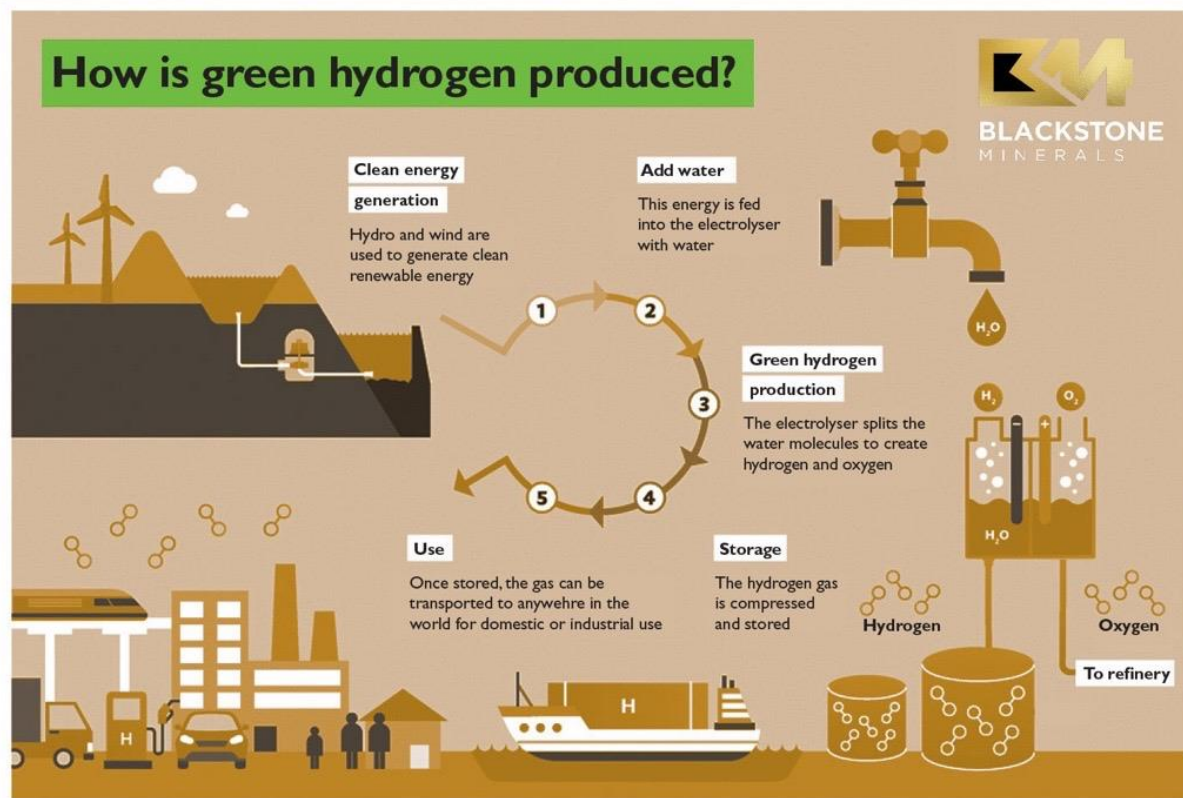 How is green hydrogen produced?
BLACKSTONE
MINERALS
Clean energy
generation
Hydro and wind are
used to generate clean
renewable energy
Add water
This energy is fed
into the electrolyser
with water
H₂O
1
2
3
4
5
Green hydrogen
production
The electrolyser splits the
water molecules to create
hydrogen and oxygen
H₂
O₂
-
+
H₂O
Use
Once stored, the gas can be
transported to anywehre in the
world for domestic or industrial use
Storage
The hydrogen gas
is compressed
and stored
Hydrogen
Oxygen
To refinery
H
H